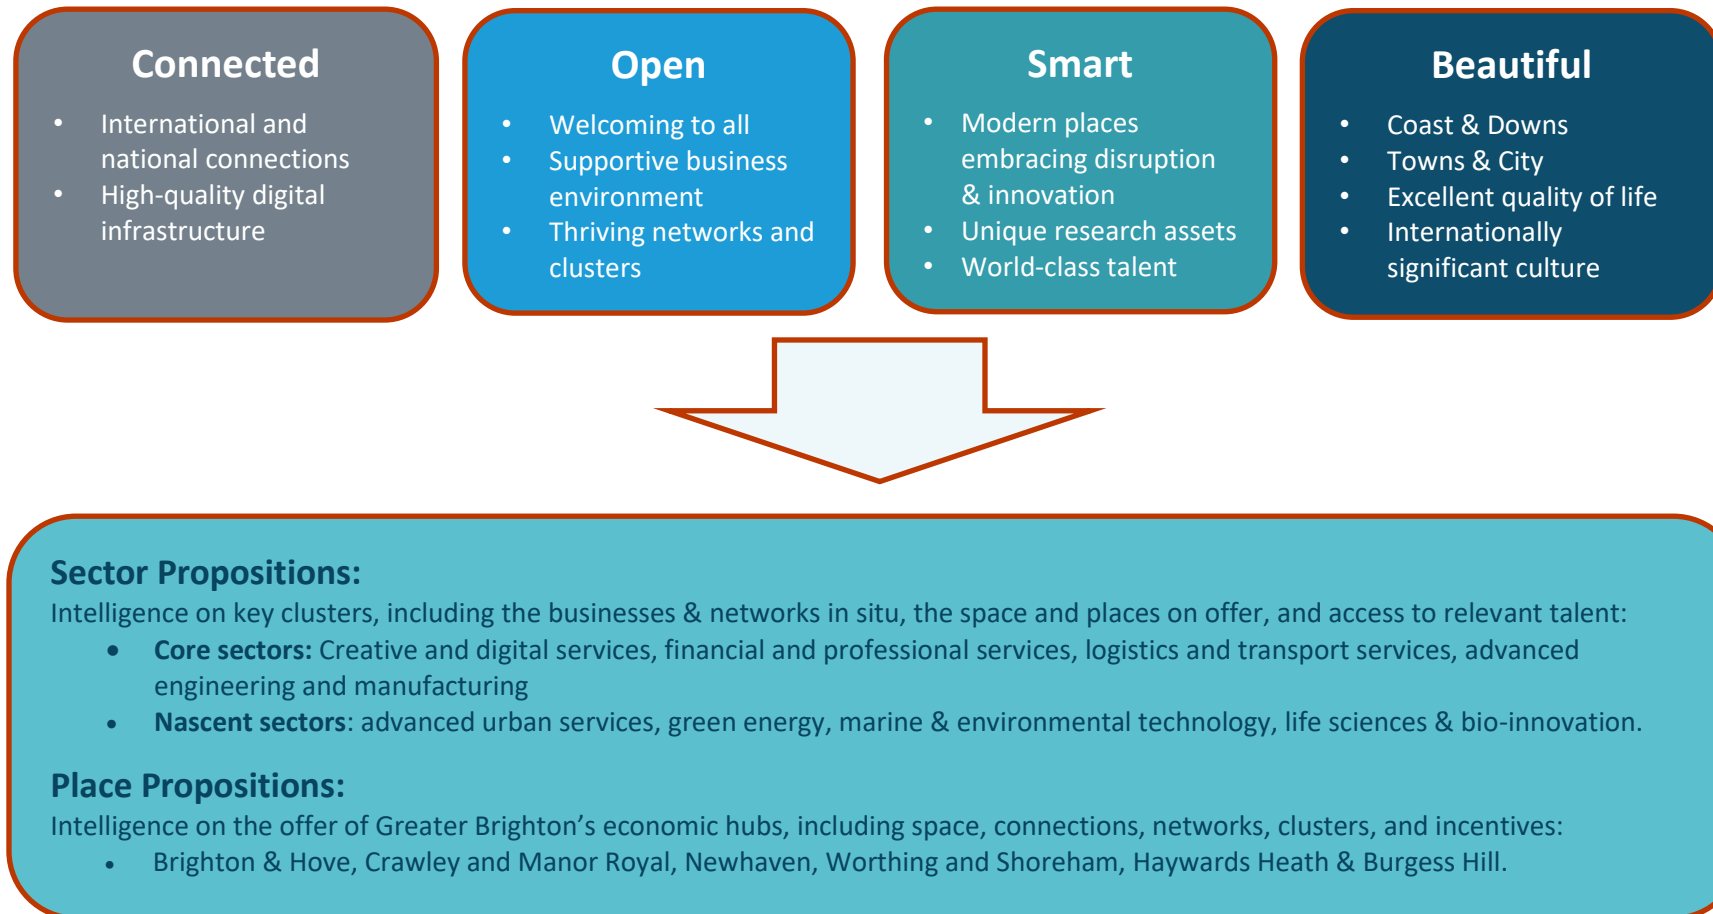 Connected
• International and
national connections
• High-quality digital
infrastructure
Open
• Welcoming to all
• Supportive business
environment
• Thriving networks and
clusters
Smart
• Modern places
embracing disruption
& innovation
• Unique research assets
• World-class talent
Beautiful
• Coast & Downs
• Towns & City
• Excellent quality of life
• Internationally
significant culture
Sector Propositions:
Intelligence on key clusters, including the businesses & networks in situ, the space and places on offer, and access to relevant talent:
• Core sectors: Creative and digital services, financial and professional services, logistics and transport services, advanced
engineering and manufacturing
• Nascent sectors: advanced urban services, green energy, marine & environmental technology, life sciences & bio-innovation.
Place Propositions:
Intelligence on the offer of Greater Brighton’s economic hubs, including space, connections, networks, clusters, and incentives:
• Brighton & Hove, Crawley and Manor Royal, Newhaven, Worthing and Shoreham, Haywards Heath & Burgess Hill.